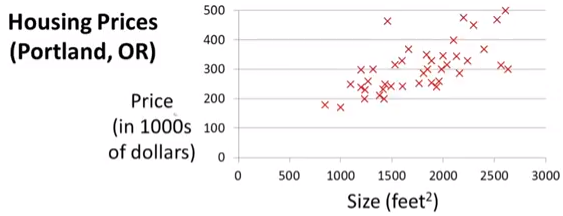 Housing Prices
(Portland, OR)
Price
(in 1000s
of dollars)
500
400
300
200
100
0
0 500 1000 1500 2000 2500 3000
Size (feet²)